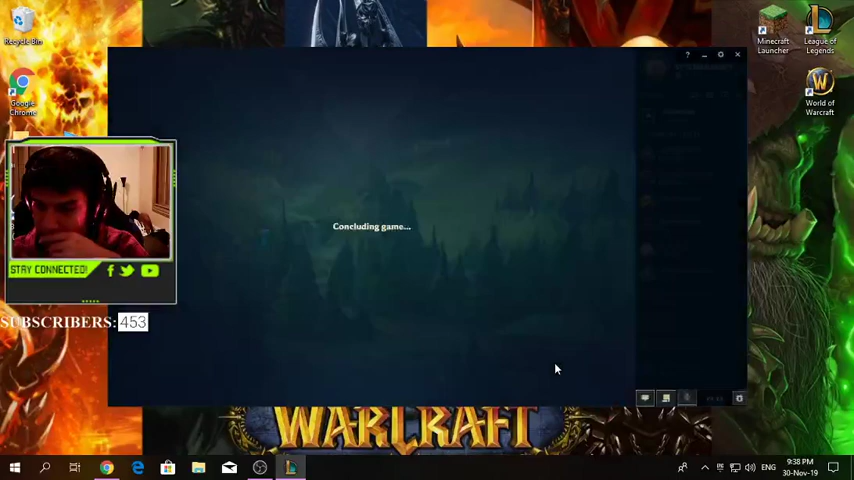 Recycle Bin
Google
Chrome
Minecraft
Launcher
League of
Legends
World of
Warcraft
?
Concluding game...
STAY CONNECTED!
SUBSCRIBERS: 453
WARCRAFT
ENG
9:38 PM
30-Nov-19